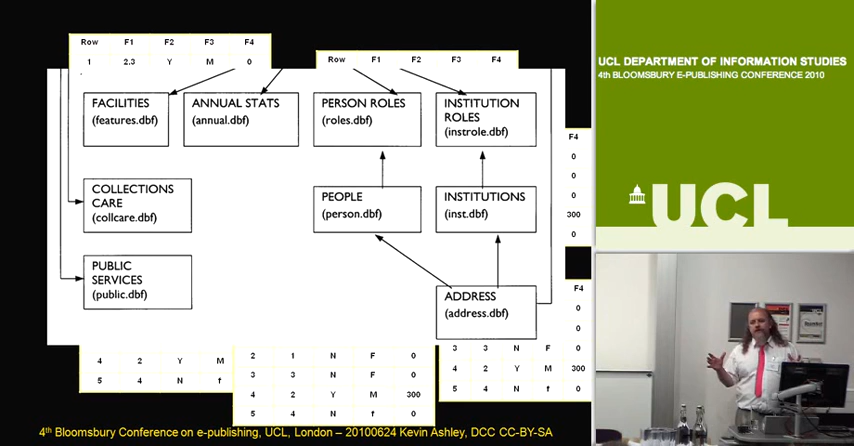 Row F1 F2 F3 F4
1 2.3 Y M 0
Row F1 F2 F3 F4
FACILITIES
(features.dbf)
ANNUAL STATS
(annual.dbf)
PERSON ROLES
(roles.dbf)
INSTITUTION
ROLES
(instrole.dbf)
COLLECTIONS
CARE
(collcare.dbf)
PEOPLE
(person.dbf)
INSTITUTIONS
(inst.dbf)
PUBLIC
SERVICES
(public.dbf)
ADDRESS
(address.dbf)
F4
0
0
0
300
0
F4
0
0
3 3 N F 0
4 2 Y M 300
5 4 N f 0
4 2 Y M
5 4 N f
2 1 N F 0
3 3 N F 0
4 2 Y M 300
5 4 N f 0
4th Bloomsbury Conference on e-publishing, UCL, London – 20100624 Kevin Ashley, DCC CC-BY-SA
UCL DEPARTMENT OF INFORMATION STUDIES
4th BLOOMSBURY E-PUBLISHING CONFERENCE 2010
UCL